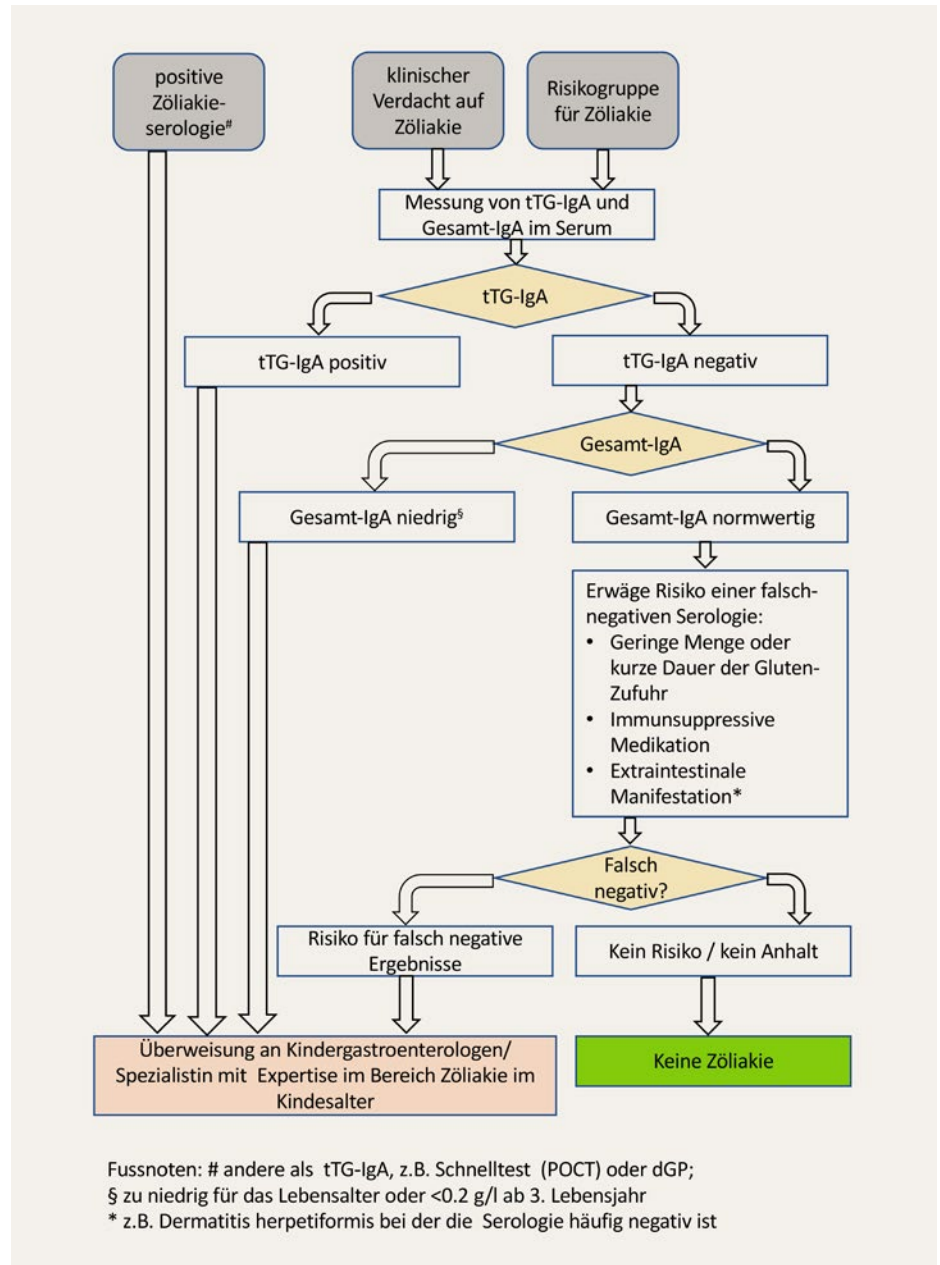 positive
Zöliakie-
serologie#
klinischer
Verdacht auf
Zöliakie
Risikogruppe
für Zöliakie
Messung von tTG-IgA und
Gesamt-IgA im Serum
tTG-IgA
tTG-IgA positiv
tTG-IgA negativ
Gesamt-IgA
Gesamt-IgA niedrig§
Gesamt-IgA normwertig
Erwäge Risiko einer falsch-
negativen Serologie:
• Geringe Menge oder
kurze Dauer der Gluten-
Zufuhr
• Immunsuppressive
Medikation
• Extraintestinale
Manifestation*
Falsch
negativ?
Risiko für falsch negative
Ergebnisse
Kein Risiko / kein Anhalt
Überweisung an Kindergastroenterologen/
Spezialistin mit Expertise im Bereich Zöliakie im
Kindesalter
Keine Zöliakie
Fussnoten: # andere als tTG-IgA, z.B. Schnelltest (POCT) oder dGP;
§ zu niedrig für das Lebensalter oder <0.2 g/l ab 3. Lebensjahr
* z.B. Dermatitis herpetiformis bei der die Serologie häufig negativ ist